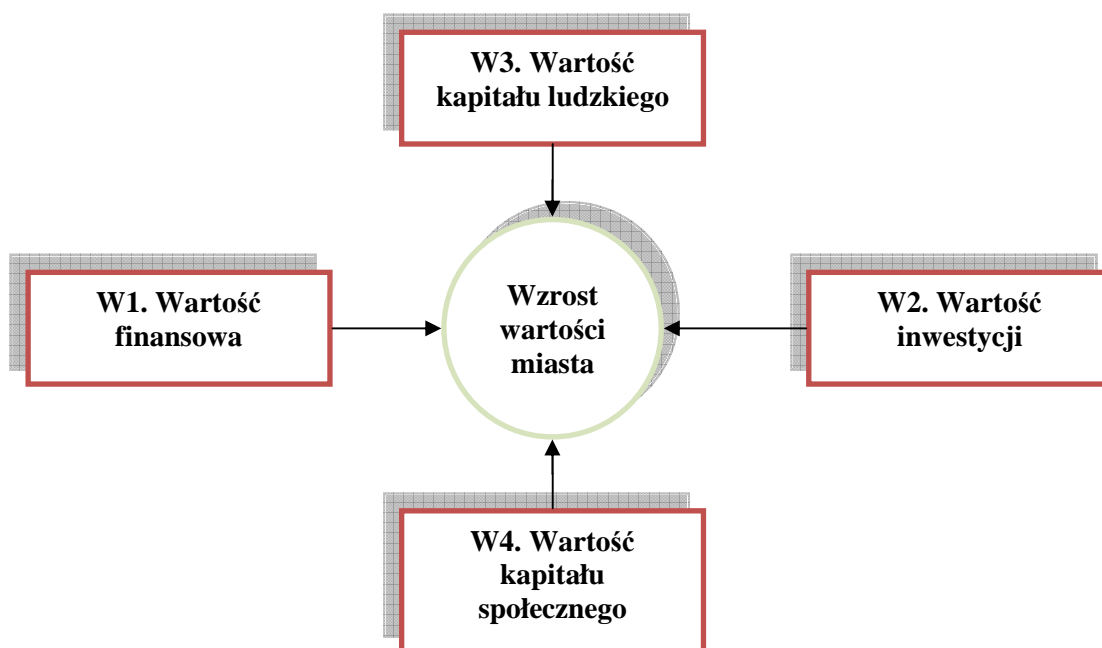 W3. Wartość
kapitału ludzkiego
W1. Wartość
finansowa
Wzrost
wartości
miasta
W2. Wartość
inwestycji
W4. Wartość
kapitału
społecznego